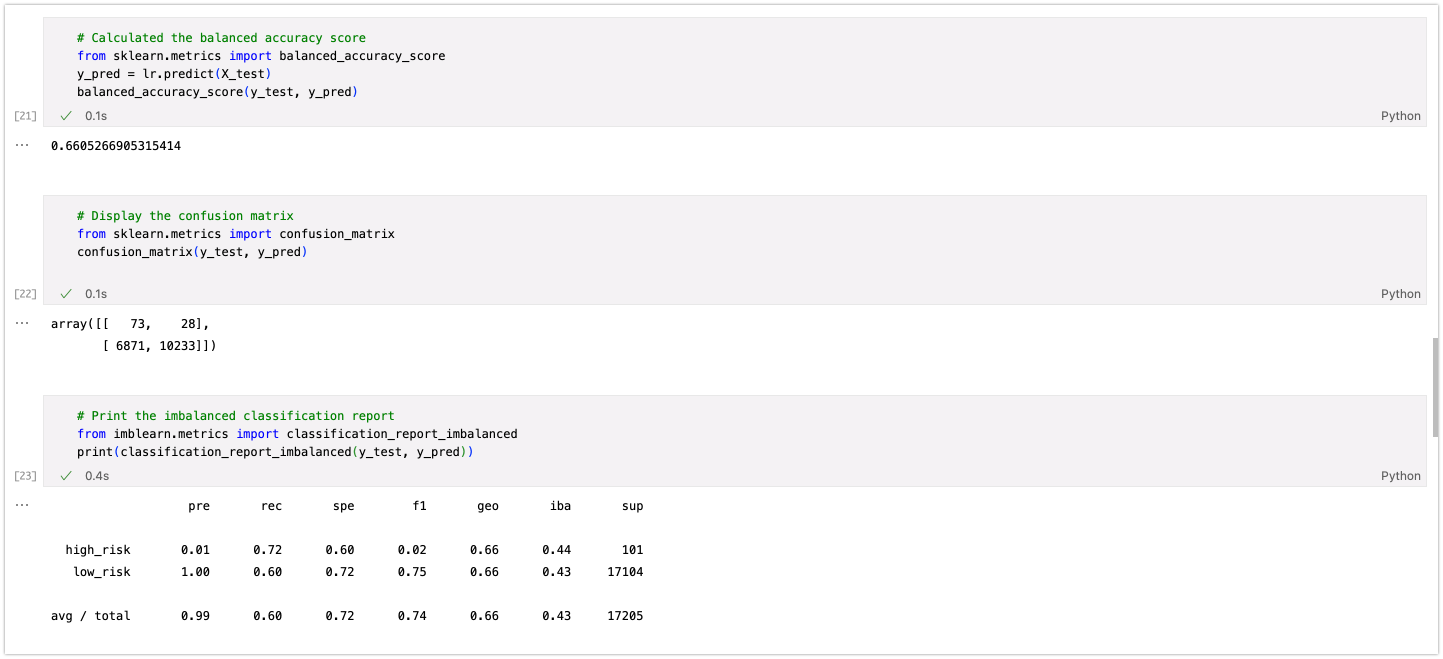 # Calculated the balanced accuracy score
from sklearn.metrics import balanced_accuracy_score
y_pred = lr.predict(X_test)
balanced_accuracy_score(y_test, y_pred)
[21] ✓ 0.1s Python
... 0.6605266905315414
# Display the confusion matrix
from sklearn.metrics import confusion_matrix
confusion_matrix(y_test, y_pred)
[22] ✓ 0.1s Python
... array([[   73,    28],
       [ 6871, 10233]])
# Print the imbalanced classification report
from imblearn.metrics import classification_report_imbalanced
print(classification_report_imbalanced(y_test, y_pred))
[23] ✓ 0.4s Python
... pre rec spe f1 geo iba sup
high_risk 0.01 0.72 0.60 0.02 0.66 0.44 101
low_risk 1.00 0.60 0.72 0.75 0.66 0.43 17104
avg / total 0.99 0.60 0.72 0.74 0.66 0.43 17205